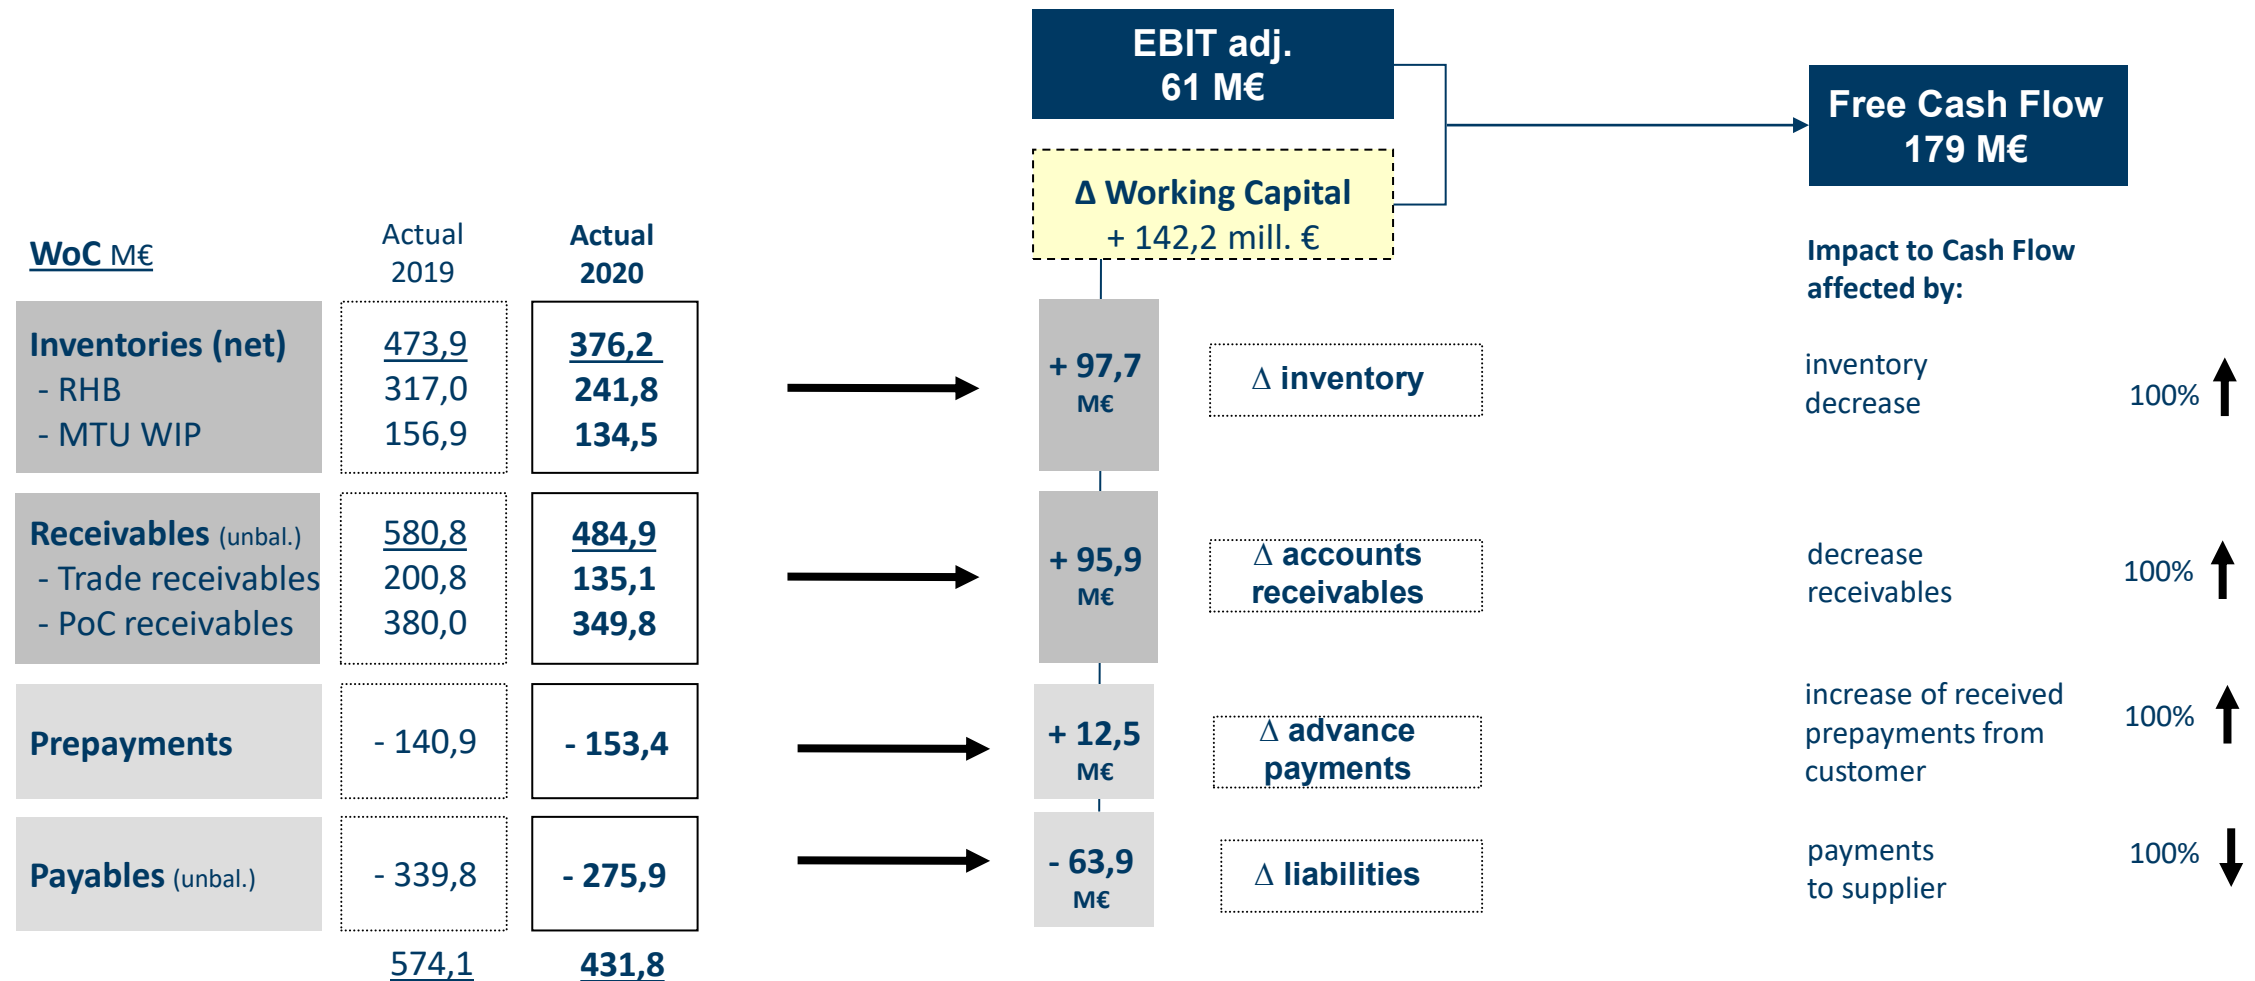 EBIT adj.
61 M€
Free Cash Flow
179 M€
Δ Working Capital
+ 142,2 mill. €
WoC M€
Actual
2019
Actual
2020
Impact to Cash Flow
affected by:
Inventories (net)
- RHB
- MTU WIP
473,9
317,0
156,9
376,2
241,8
134,5
+ 97,7
M€
Δ inventory
inventory
decrease
100%
Receivables (unbal.)
- Trade receivables
- PoC receivables
580,8
200,8
380,0
484,9
135,1
349,8
+ 95,9
M€
Δ accounts
receivables
decrease
receivables
100%
Prepayments
- 140,9
- 153,4
+ 12,5
M€
Δ advance
payments
increase of received
prepayments from
customer
100%
Payables (unbal.)
- 339,8
- 275,9
- 63,9
M€
Δ liabilities
payments
to supplier
100%
574,1
431,8